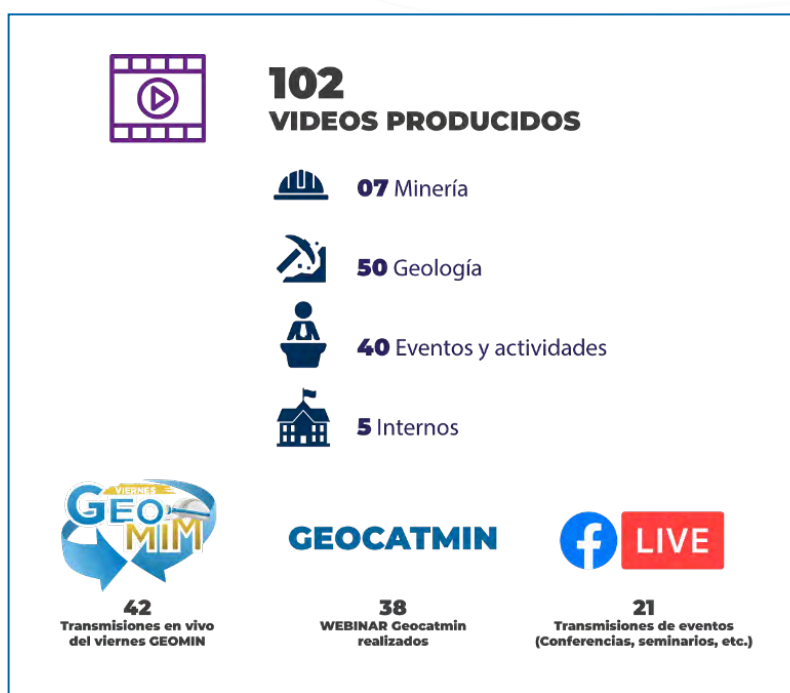 102
VIDEOS PRODUCIDOS
07 Minería
50 Geología
40 Eventos y actividades
5 Internos
VIERNES
GEO
MIM
GEOCATMIN
f LIVE
42
Transmisiones en vivo
del viernes GEOMIN
38
WEBINAR Geocatmin
realizados
21
Transmisiones de eventos
(Conferencias, seminarios, etc.)